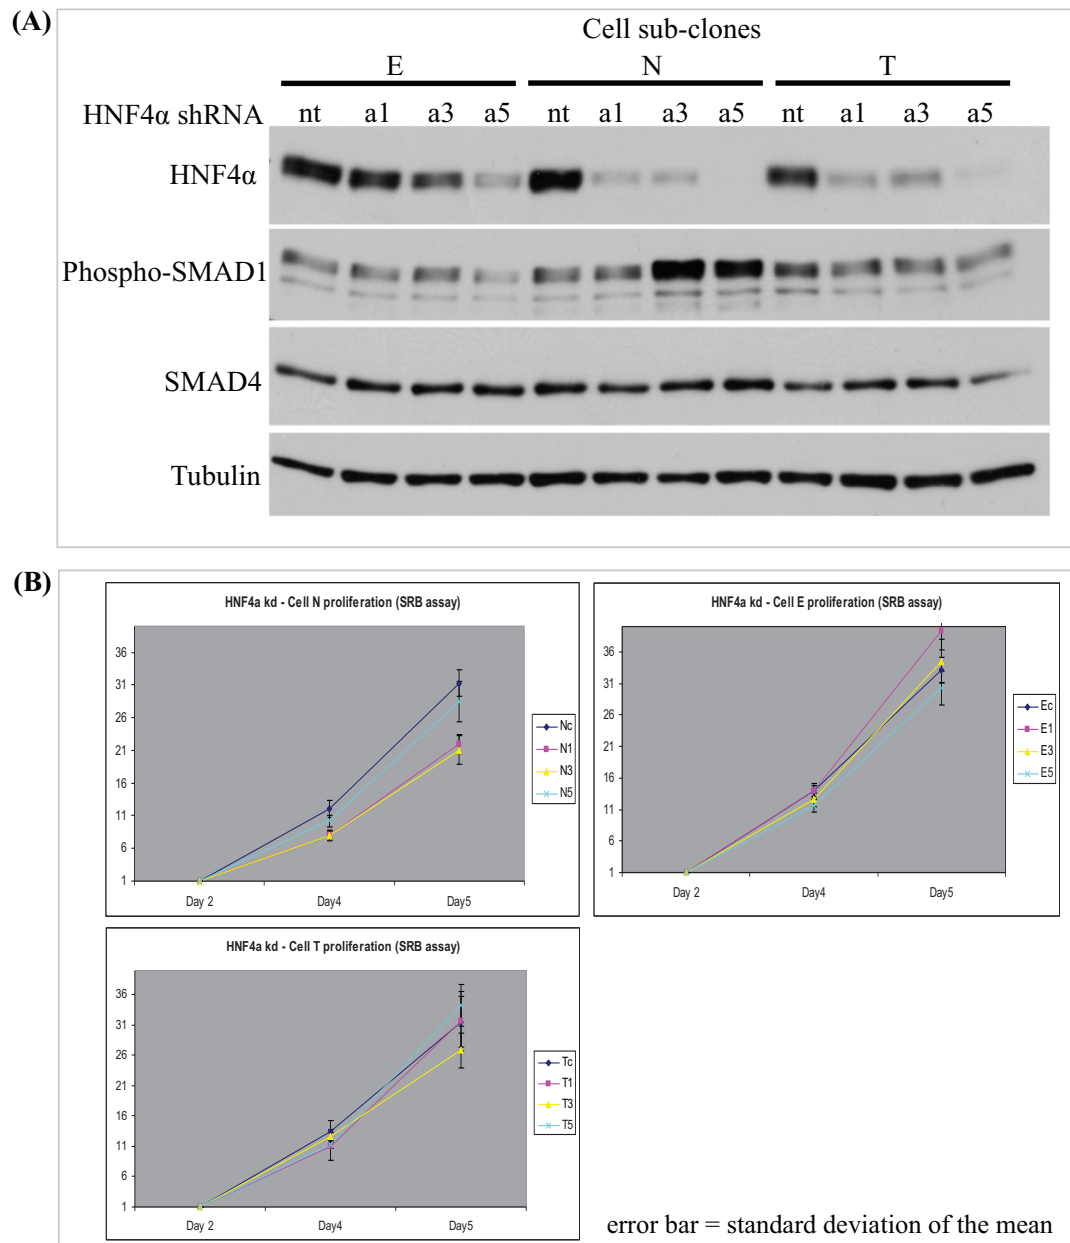 (A)
Cell sub-clones
E N T
HNF4α shRNA nt a1 a3 a5 nt a1 a3 a5 nt a1 a3 a5
HNF4α
Phospho-SMAD1
SMAD4
Tubulin
(B)
HNF4a kd - Cell N proliferation (SRB assay)
36
31
26
21
16
11
6
1
Day 2 Day4 Day5
Nc
N1
N3
N5
HNF4a kd - Cell E proliferation (SRB assay)
36
31
26
21
16
11
6
1
Day 2 Day4 Day5
Ec
E1
E3
E5
HNF4a kd - Cell T proliferation (SRB assay)
36
31
26
21
16
11
6
1
Day 2 Day4 Day5
Tc
T1
T3
T5
error bar = standard deviation of the mean